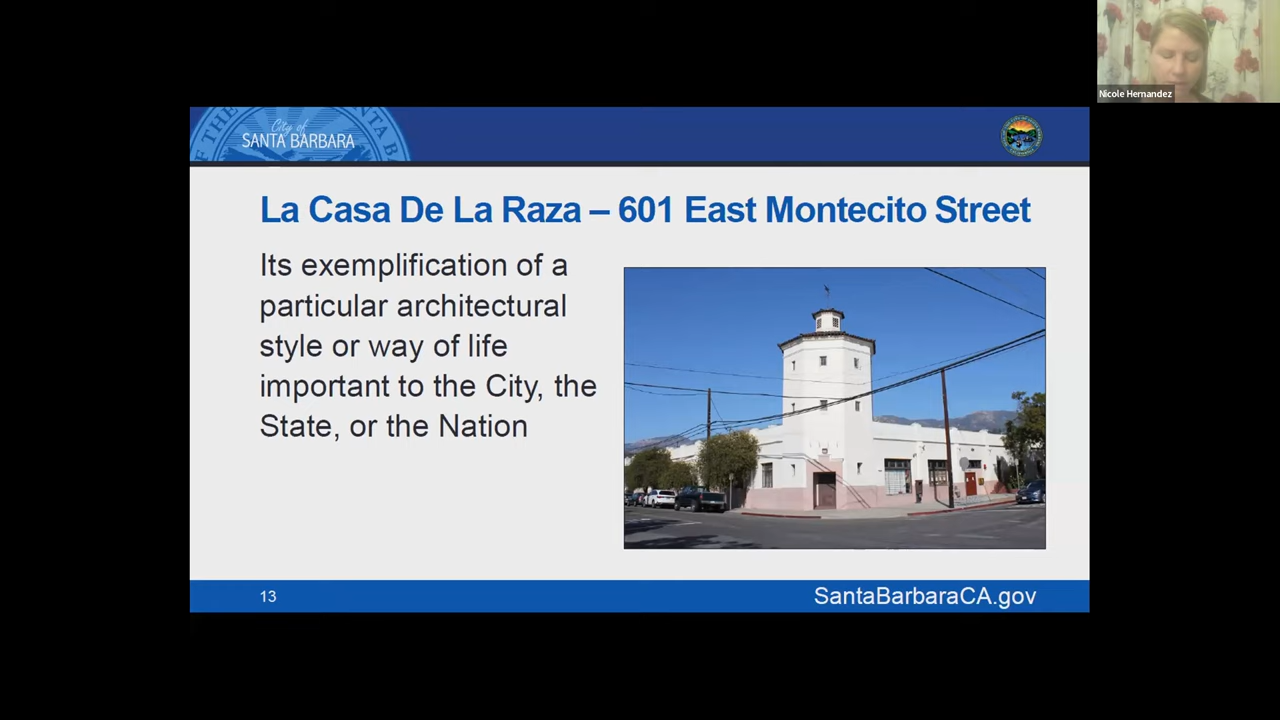 Nicole Hernandez
City of
SANTA BARBARA
La Casa De La Raza – 601 East Montecito Street
Its exemplification of a
particular architectural
style or way of life
important to the City, the
State, or the Nation
13
SantaBarbaraCA.gov